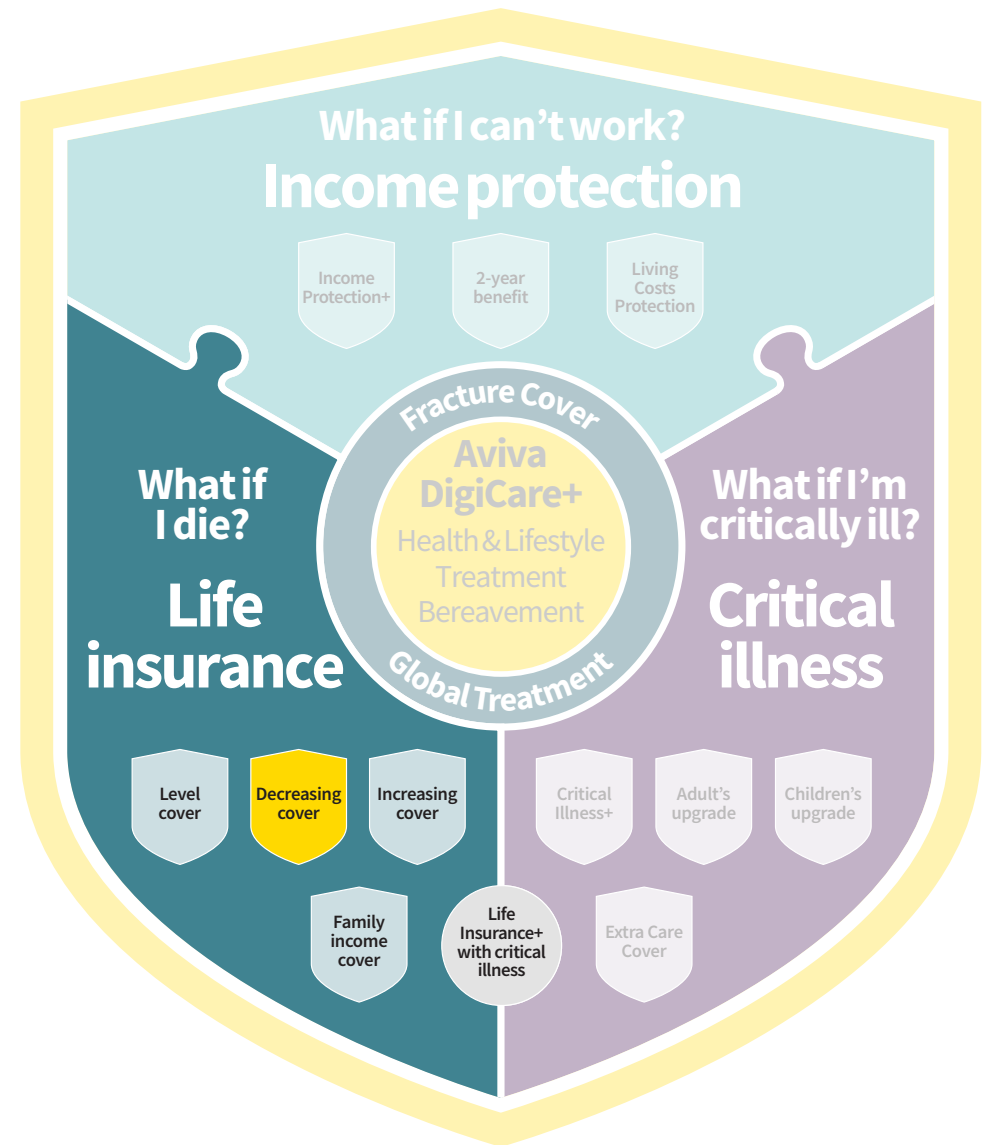 What if I can’t work?
Income protection
Income
Protection+
2-year
benefit
Living
Costs
Protection
Fracture Cover
Aviva
DigiCare+
Health & Lifestyle
Treatment
Bereavement
Global Treatment
What if
I die?
Life
insurance
What if I’m
critically ill?
Critical
illness
Level
cover
Decreasing
cover
Increasing
cover
Critical
Illness+
Adult’s
upgrade
Children’s
upgrade
Family
income
cover
Life
Insurance+
with critical
illness
Extra Care
Cover